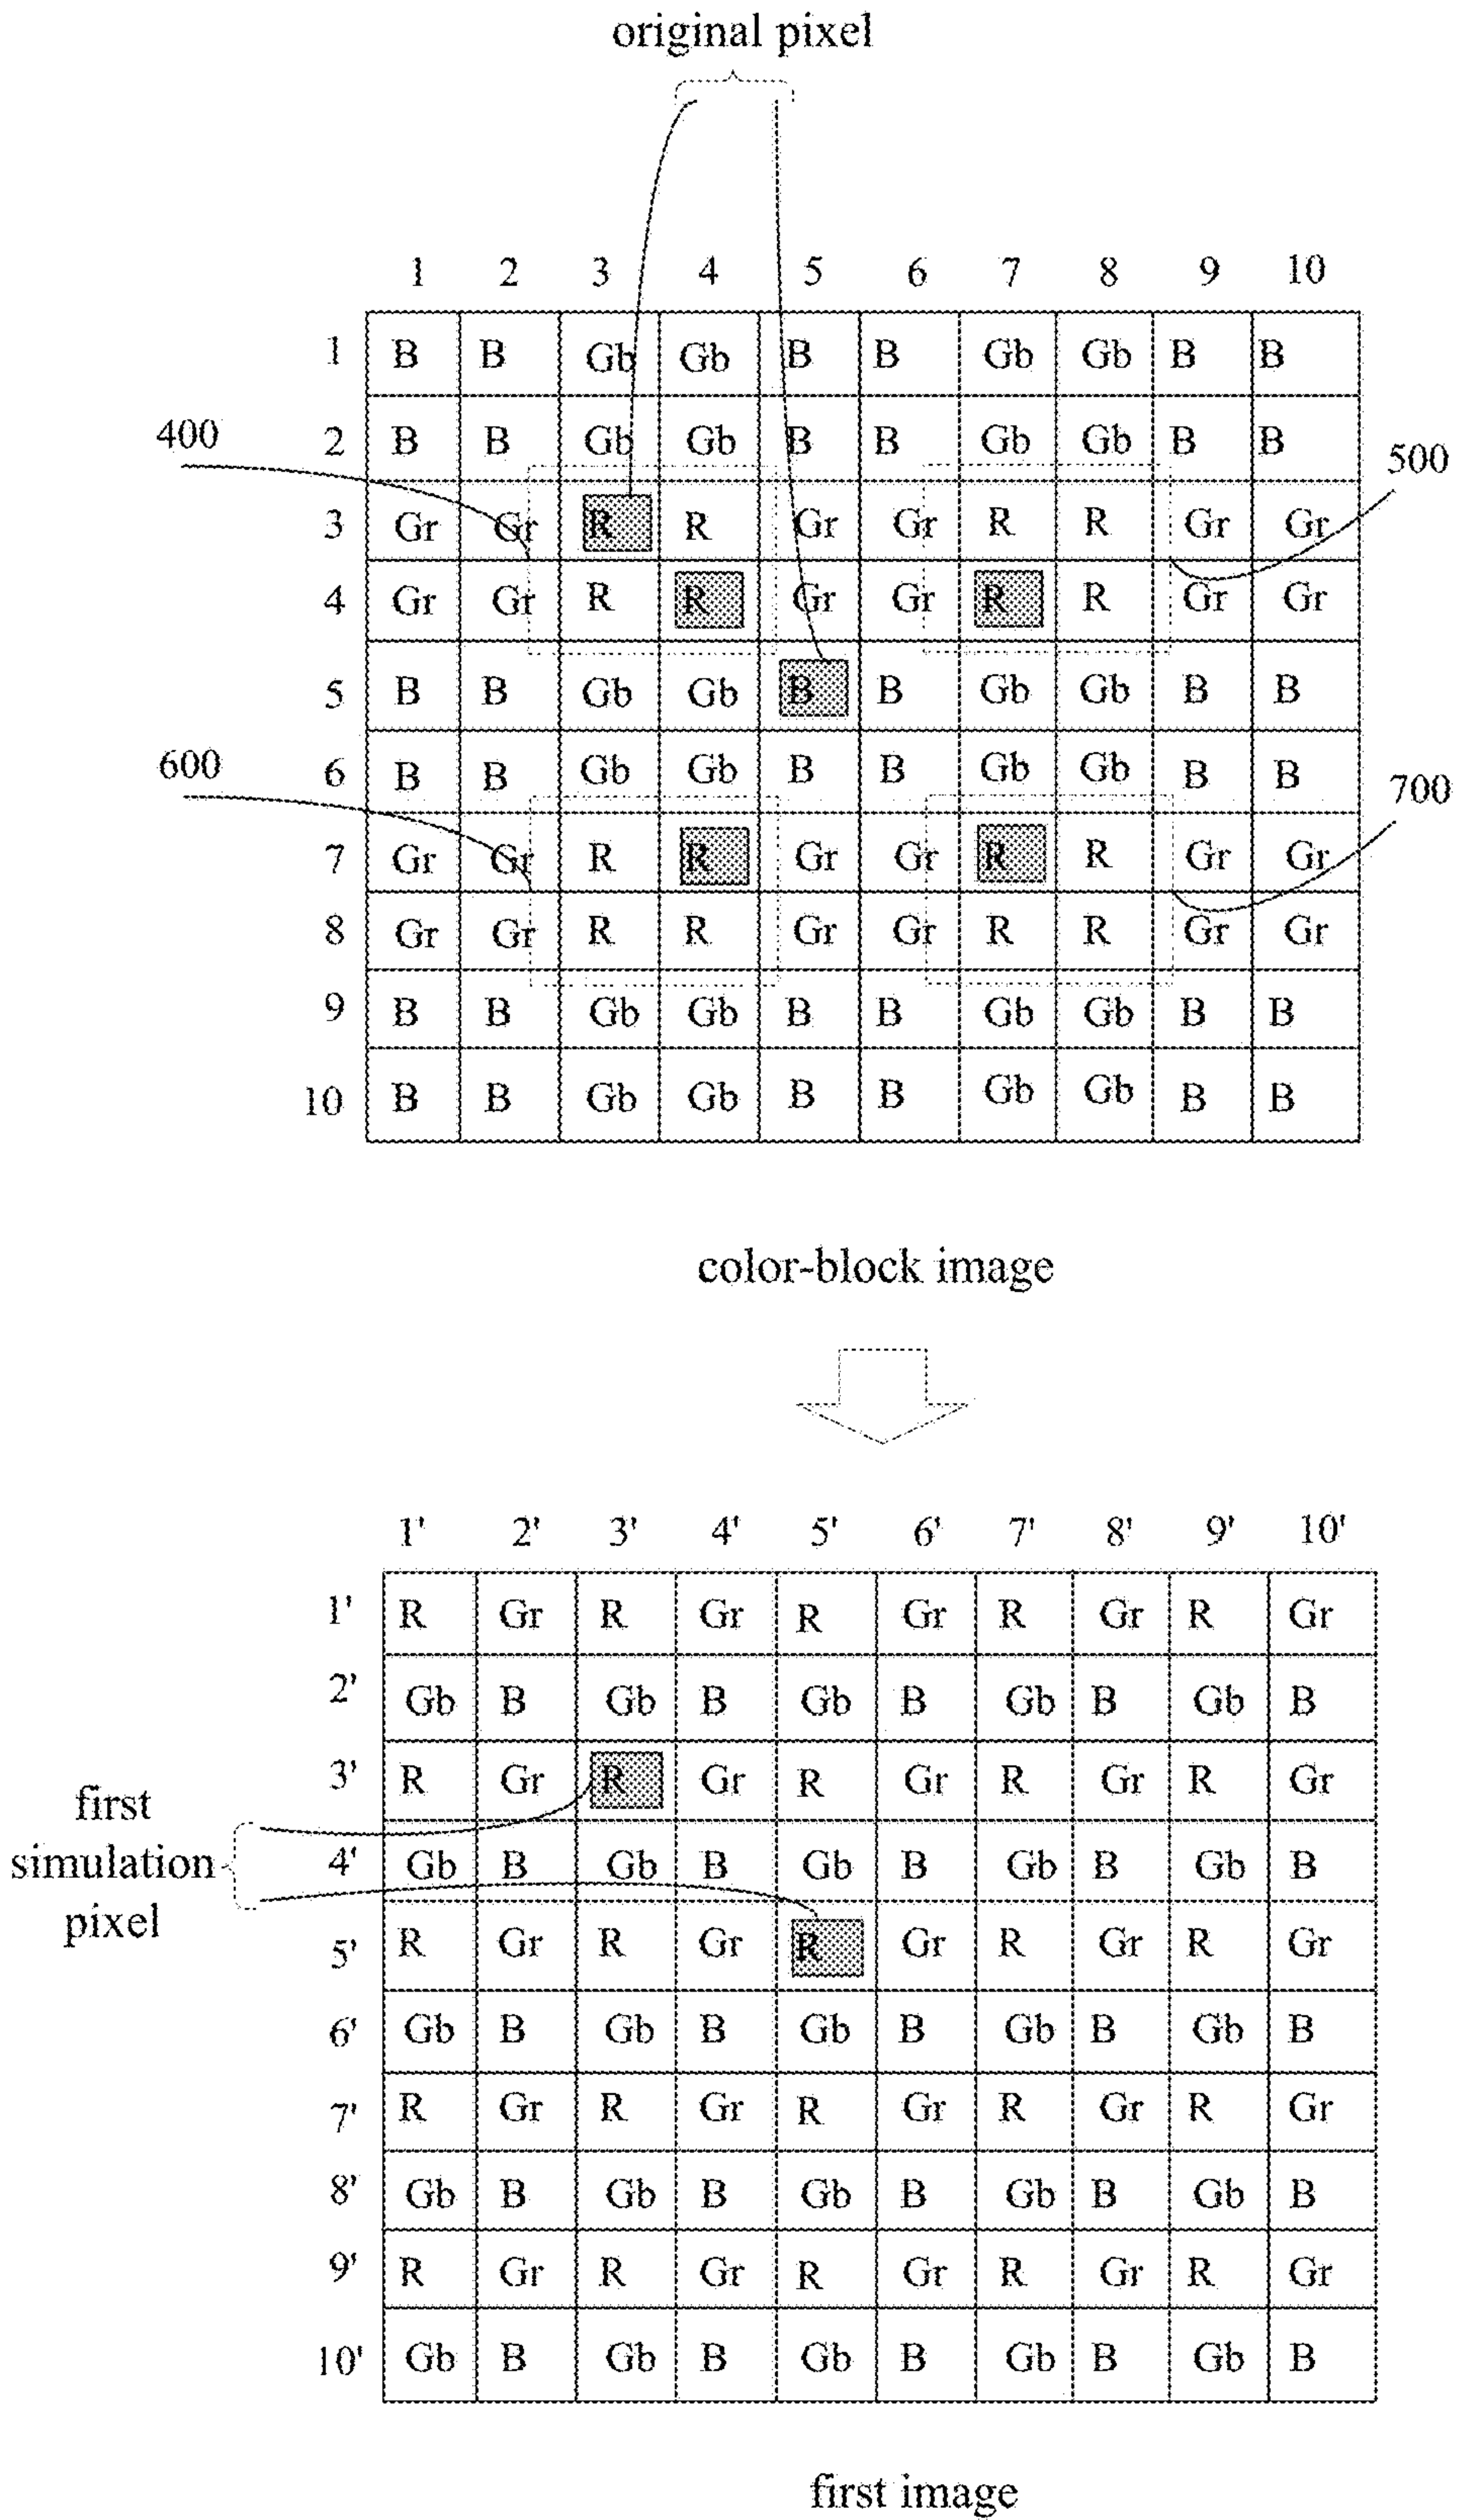 original pixel
1 2 3 4 5 6 7 8 9 10
1 B B Gb Gb B B Gb Gb B B
400
2 B B Gb Gb B B Gb Gb B B
500
3 Gr Gr R R Gr Gr R R Gr Gr
4 Gr Gr R R Gr Gr R R Gr Gr
5 B B Gb Gb B B Gb Gb B B
600
6 B B Gb Gb B B Gb Gb B B
700
7 Gr Gr R R Gr Gr R R Gr Gr
8 Gr Gr R R Gr Gr R R Gr Gr
9 B B Gb Gb B B Gb Gb B B
10 B B Gb Gb B B Gb Gb B B
color-block image
1' 2' 3' 4' 5' 6' 7' 8' 9' 10'
1' R Gr R Gr R Gr R Gr R Gr
2' Gb B Gb B Gb B Gb B Gb B
3' R Gr R Gr R Gr R Gr R Gr
first
simulation
pixel
4' Gb B Gb B Gb B Gb B Gb B
5' R Gr R Gr R Gr R Gr R Gr
6' Gb B Gb B Gb B Gb B Gb B
7' R Gr R Gr R Gr R Gr R Gr
8' Gb B Gb B Gb B Gb B Gb B
9' R Gr R Gr R Gr R Gr R Gr
10' Gb B Gb B Gb B Gb B Gb B
first image